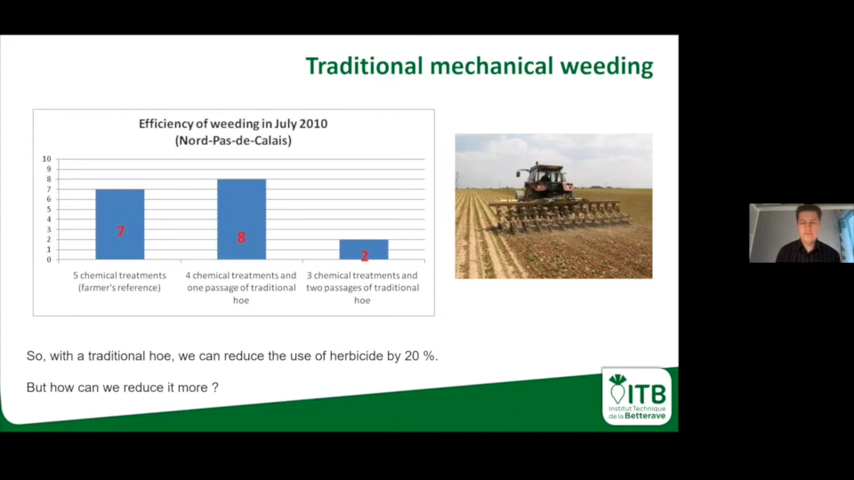 Traditional mechanical weeding
Efficiency of weeding in July 2010
(Nord-Pas-de-Calais)
10
9
8
7
6
5
4
3
2
1
0
7
8
2
5 chemical treatments
(farmer's reference)
4 chemical treatments and
one passage of traditional
hoe
3 chemical treatments and
two passages of traditional
hoe
So, with a traditional hoe, we can reduce the use of herbicide by 20 %.
But how can we reduce it more ?
ITB
Institut Technique
de la Betterave